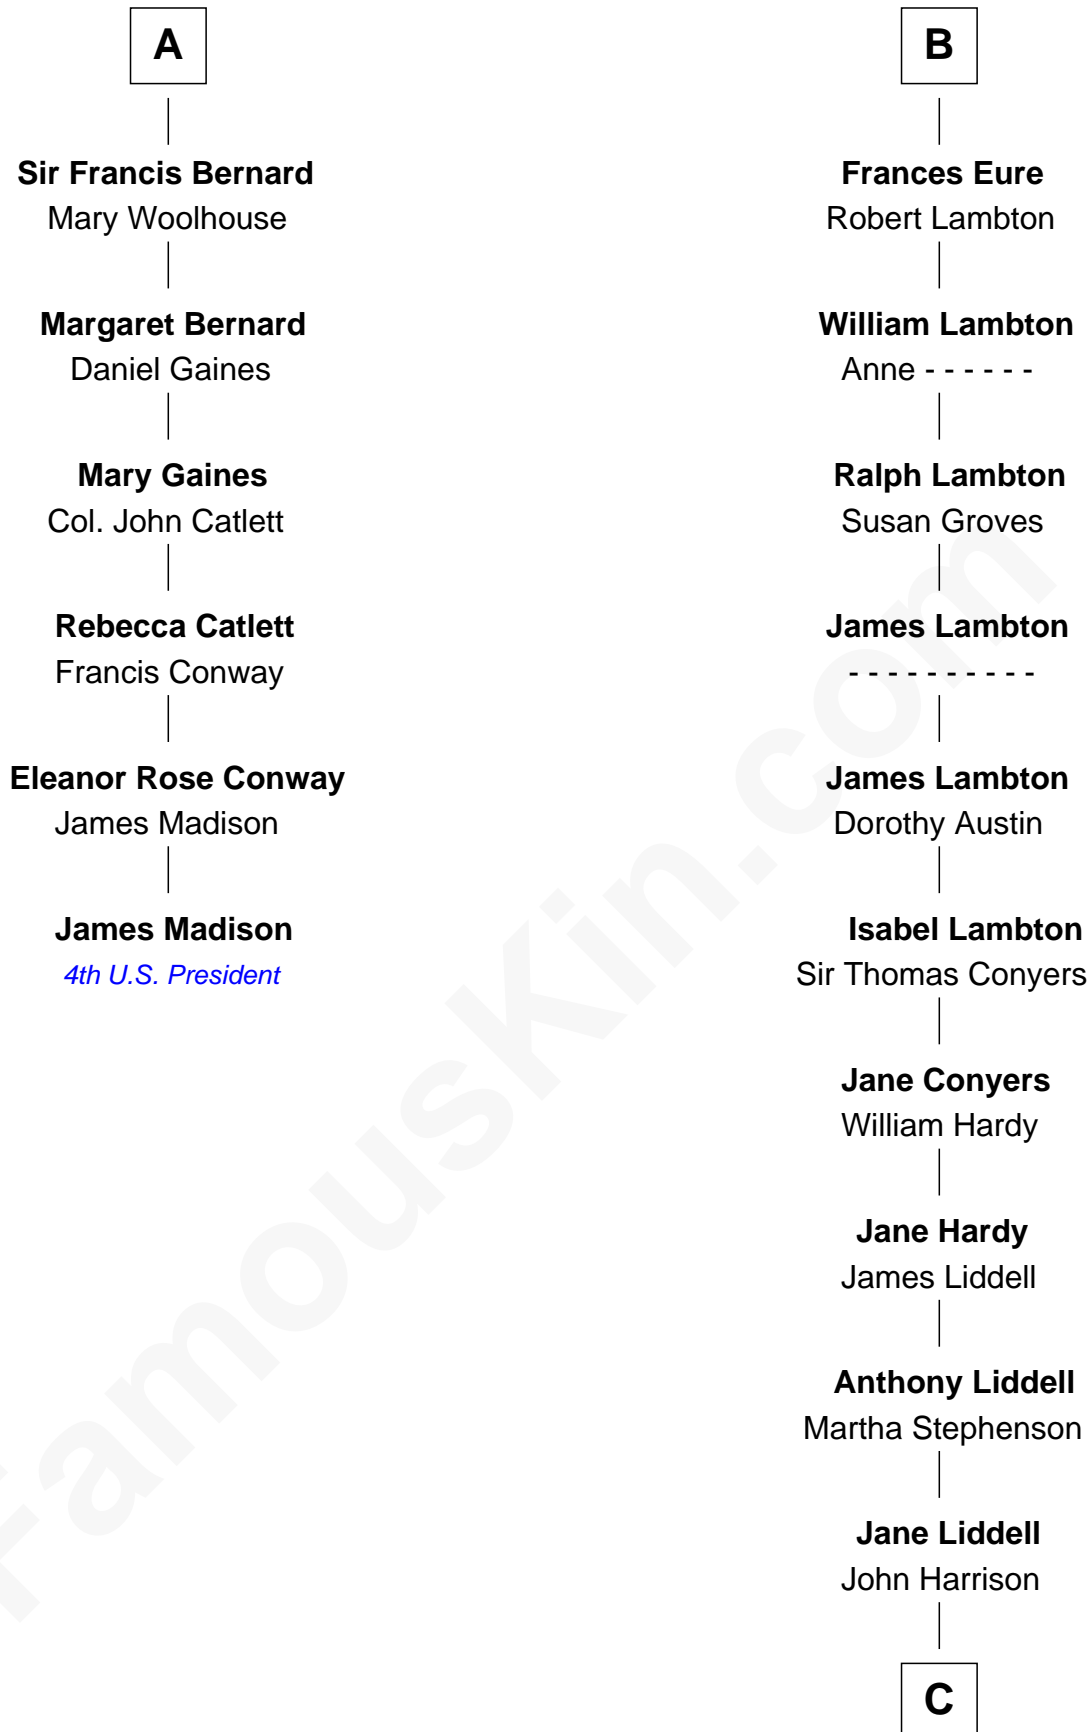 A
Sir Francis Bernard
Mary Woolhouse
Margaret Bernard
Daniel Gaines
Mary Gaines
Col. John Catlett
Rebecca Catlett
Francis Conway
Eleanor Rose Conway
James Madison
James Madison
4th U.S. President
B
Frances Eure
Robert Lambton
William Lambton
Anne - - - - - -
Ralph Lambton
Susan Groves
James Lambton
- - - - - - - - - -
James Lambton
Dorothy Austin
Isabel Lambton
Sir Thomas Conyers
Jane Conyers
William Hardy
Jane Hardy
James Liddell
Anthony Liddell
Martha Stephenson
Jane Liddell
John Harrison
C
FamousKin.com